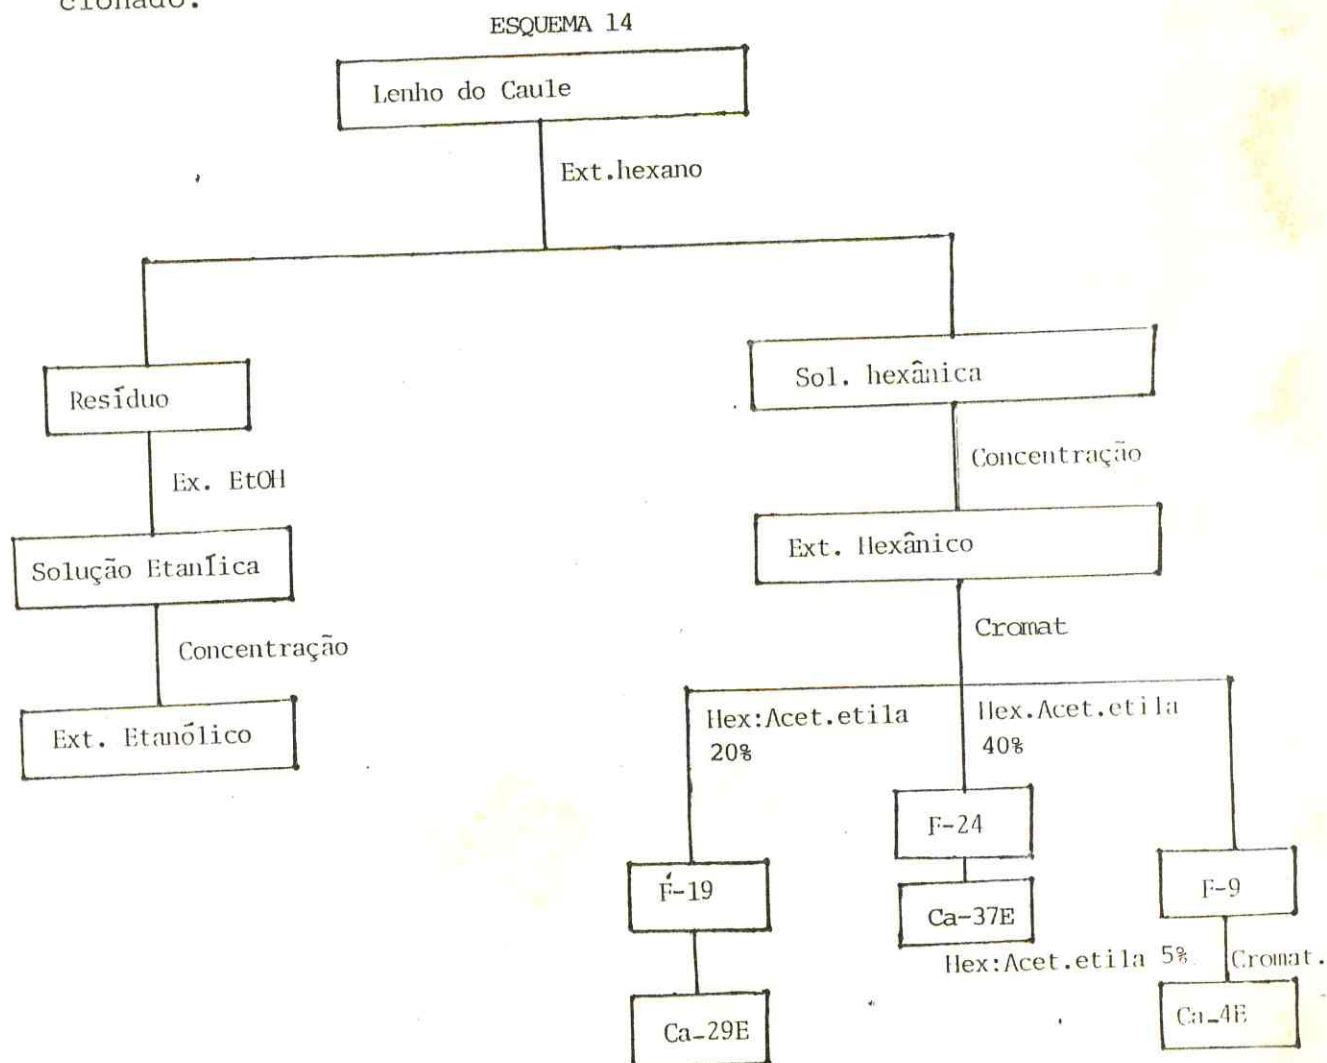 cionado.
ESQUEMA 14
Lenho do Caule
Ext.hexano
Resíduo
Sol. hexânica
Ex. EtOH
Concentração
Solução Etanĺica
Ext. Hexânico
Concentração
Cromat
Ext. Etanólico
Hex:Acet.etila
20%
Hex.Acet.etila
40%
F-24
F-19
F-9
Ca-37E
Hex:Acet.etila 5%
Cromat.
Ca-29E
Ca-4E